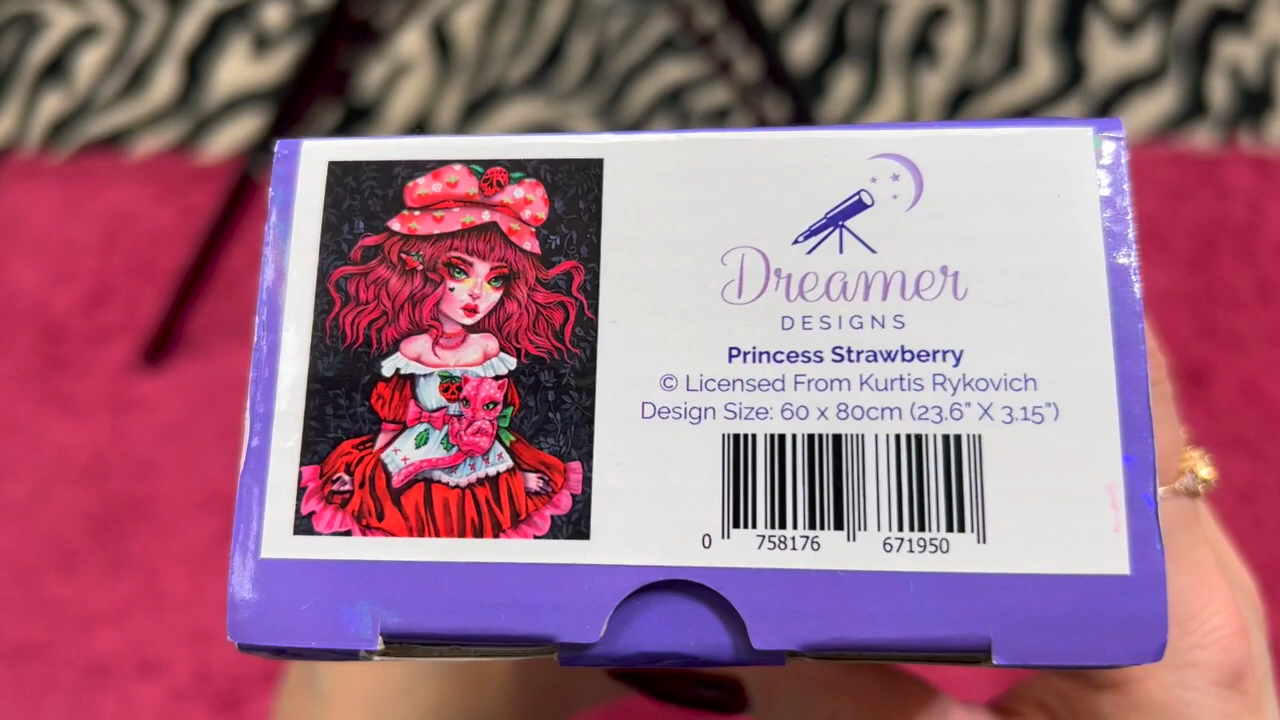 Dreamer
DESIGNS
Princess Strawberry
© Licensed From Kurtis Rykovich
Design Size: 60 x 80cm (23.6" X 3.15")
0 758176 671950